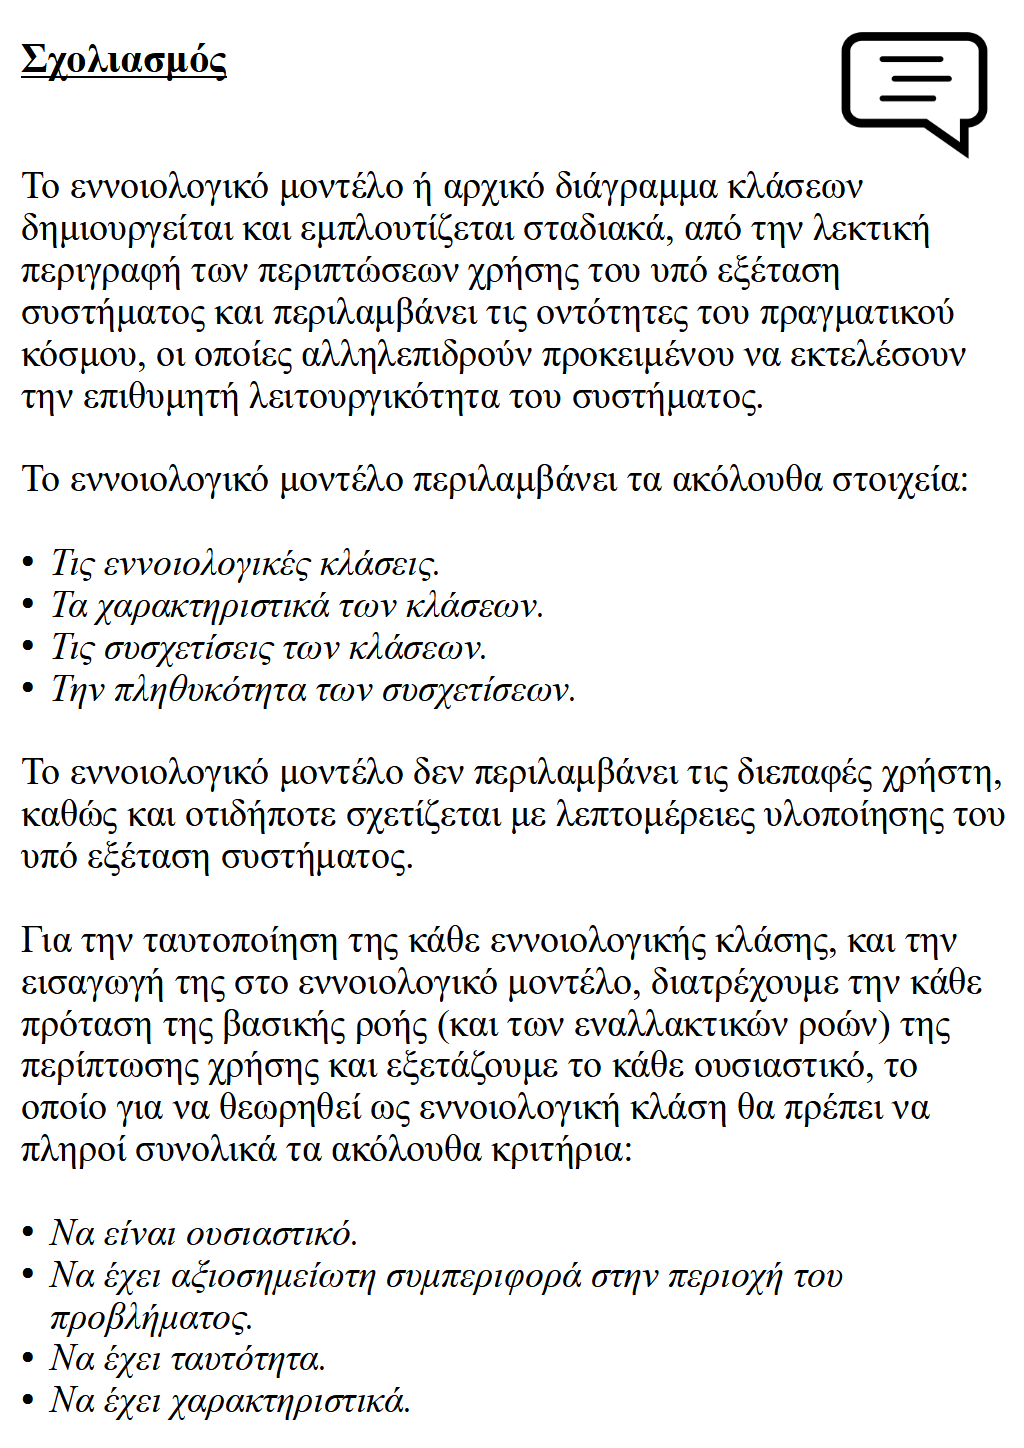 Σχολιασμός
Το εννοιολογικό μοντέλο ή αρχικό διάγραμμα κλάσεων
δημιουργείται και εμπλουτίζεται σταδιακά, από την λεκτική
περιγραφή των περιπτώσεων χρήσης του υπό εξέταση
συστήματος και περιλαμβάνει τις οντότητες του πραγματικού
κόσμου, οι οποίες αλληλεπιδρούν προκειμένου να εκτελέσουν
την επιθυμητή λειτουργικότητα του συστήματος.
Το εννοιολογικό μοντέλο περιλαμβάνει τα ακόλουθα στοιχεία:
• Τις εννοιολογικές κλάσεις.
• Τα χαρακτηριστικά των κλάσεων.
• Τις συσχετίσεις των κλάσεων.
• Την πληθυκότητα των συσχετίσεων.
Το εννοιολογικό μοντέλο δεν περιλαμβάνει τις διεπαφές χρήστη,
καθώς και οτιδήποτε σχετίζεται με λεπτομέρειες υλοποίησης του
υπό εξέταση συστήματος.
Για την ταυτοποίηση της κάθε εννοιολογικής κλάσης, και την
εισαγωγή της στο εννοιολογικό μοντέλο, διατρέχουμε την κάθε
πρόταση της βασικής ροής (και των εναλλακτικών ροών) της
περίπτωσης χρήσης και εξετάζουμε το κάθε ουσιαστικό, το
οποίο για να θεωρηθεί ως εννοιολογική κλάση θα πρέπει να
πληροί συνολικά τα ακόλουθα κριτήρια:
• Να είναι ουσιαστικό.
• Να έχει αξιοσημείωτη συμπεριφορά στην περιοχή του
προβλήματος.
• Να έχει ταυτότητα.
• Να έχει χαρακτηριστικά.